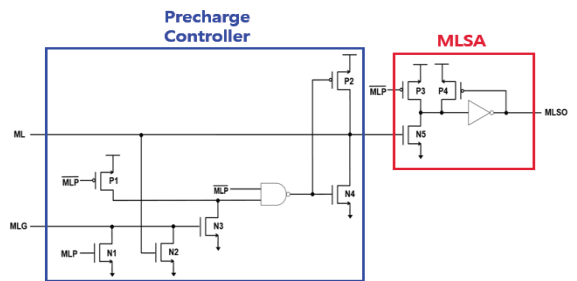 Precharge
Controller
MLSA
P2
MLP
P3
P4
ML
N5
MLSO
MLP
P1
MLP
N4
MLG
N3
MLP
N1
N2